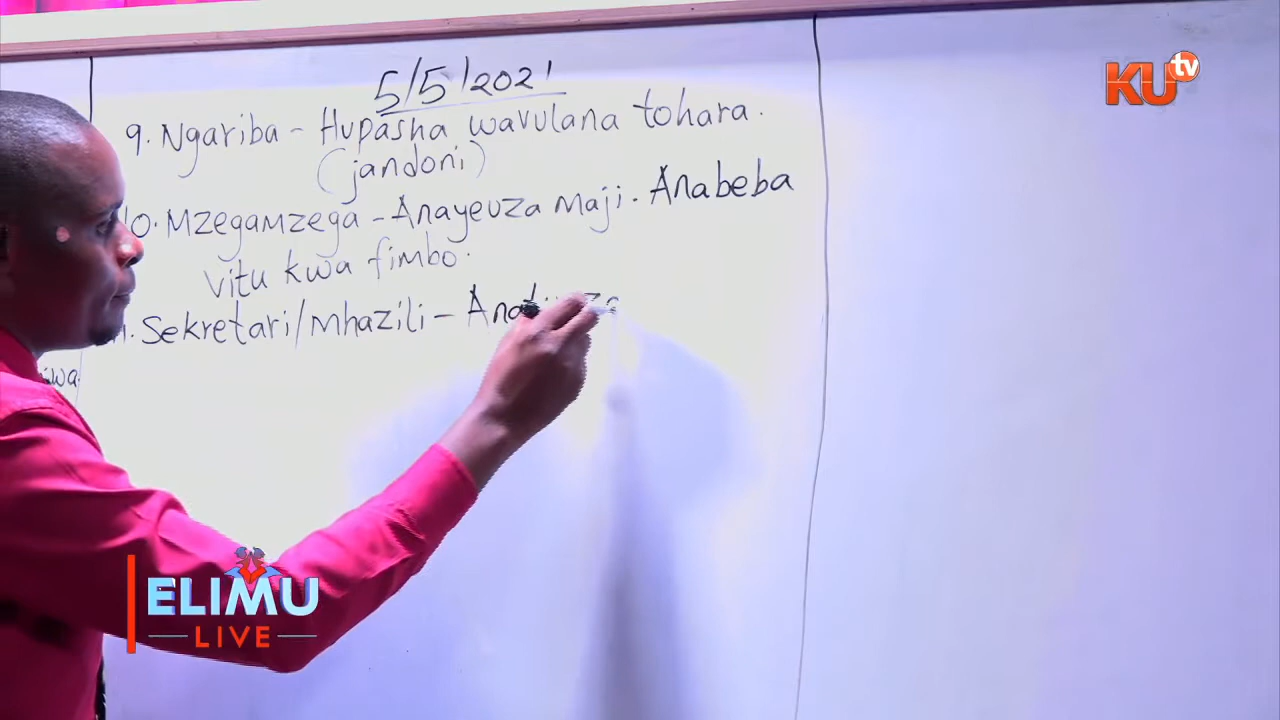 5/5/2021
9. Ngariba - Hupasha wavulana tohara.
(jandoni)
10. Mzegamzega - Anayeuza maji. Anabeba
vitu kwa fimbo.
11. Sekretari/Mhazili -
KU tv
ELIMU
LIVE